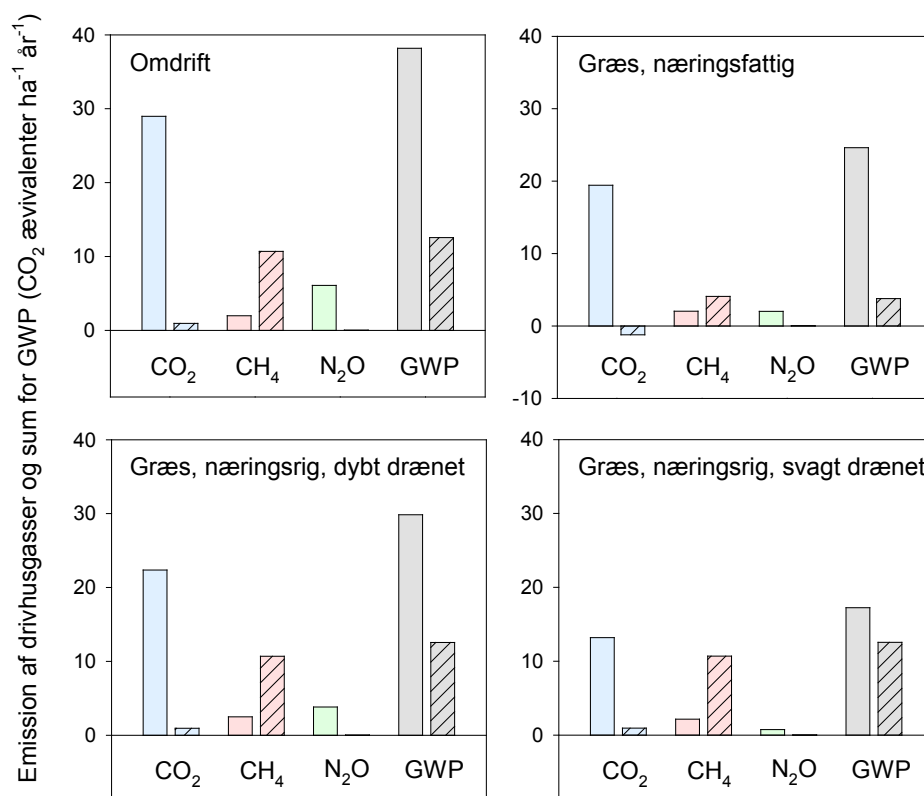 Emission af drivhusgasser og sum for GWP (CO₂ ævivalenter ha⁻¹ år⁻¹)
40
30
20
10
0
Omdrift
CO₂ CH₄ N₂O GWP
40
30
20
10
0
-10
Græs, næringsfattig
CO₂ CH₄ N₂O GWP
40
30
20
10
0
Græs, næringsrig, dybt drænet
CO₂ CH₄ N₂O GWP
40
30
20
10
0
Græs, næringsrig, svagt drænet
CO₂ CH₄ N₂O GWP